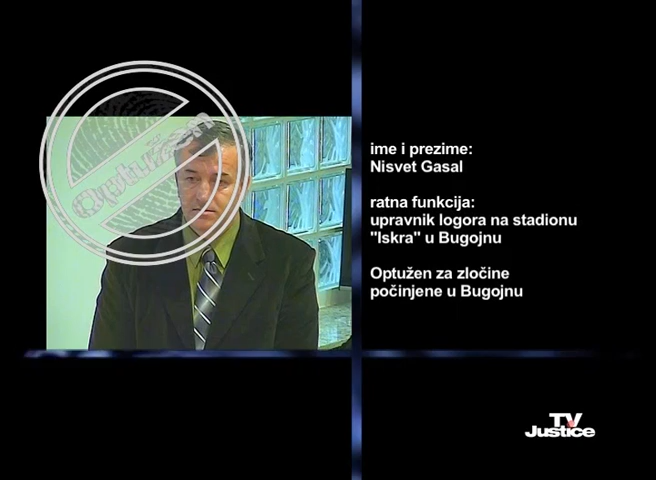 Optužen
ime i prezime:
Nisvet Gasal
ratna funkcija:
upravnik logora na stadionu
"Iskra" u Bugojnu
Optužen za zločine
počinjene u Bugojnu
TV
Justice